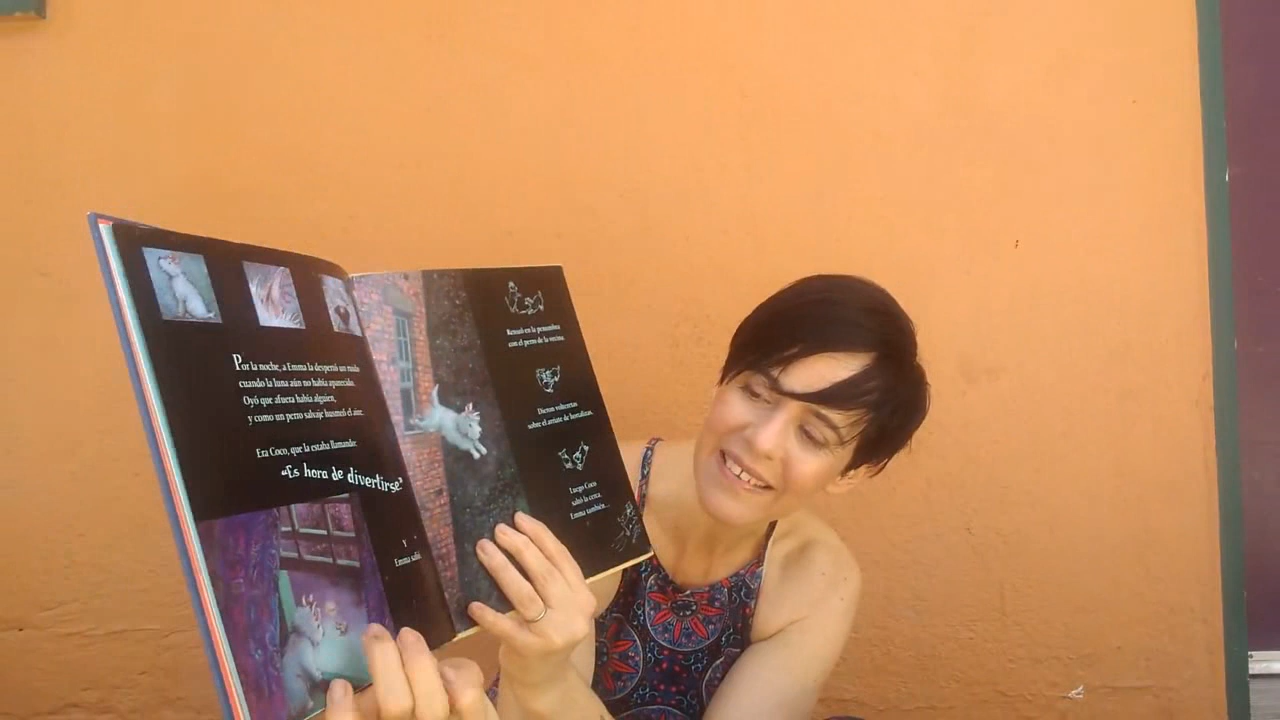 Por la noche, a Emma la despertó un ruido
cuando la luna aún no había aparecido.
Oyó que afuera había alguien,
y como un perro salvaje husmeó el aire.
Era Coco, que la estaba llamando:
“Es hora de divertirse”
Y
Emma salió.
Retozó en la penumbra
con el perro de la vecina.
Dieron volteretas
sobre el arriate de hortalizas.
Luego Coco
saltó la cerca.
Emma también...